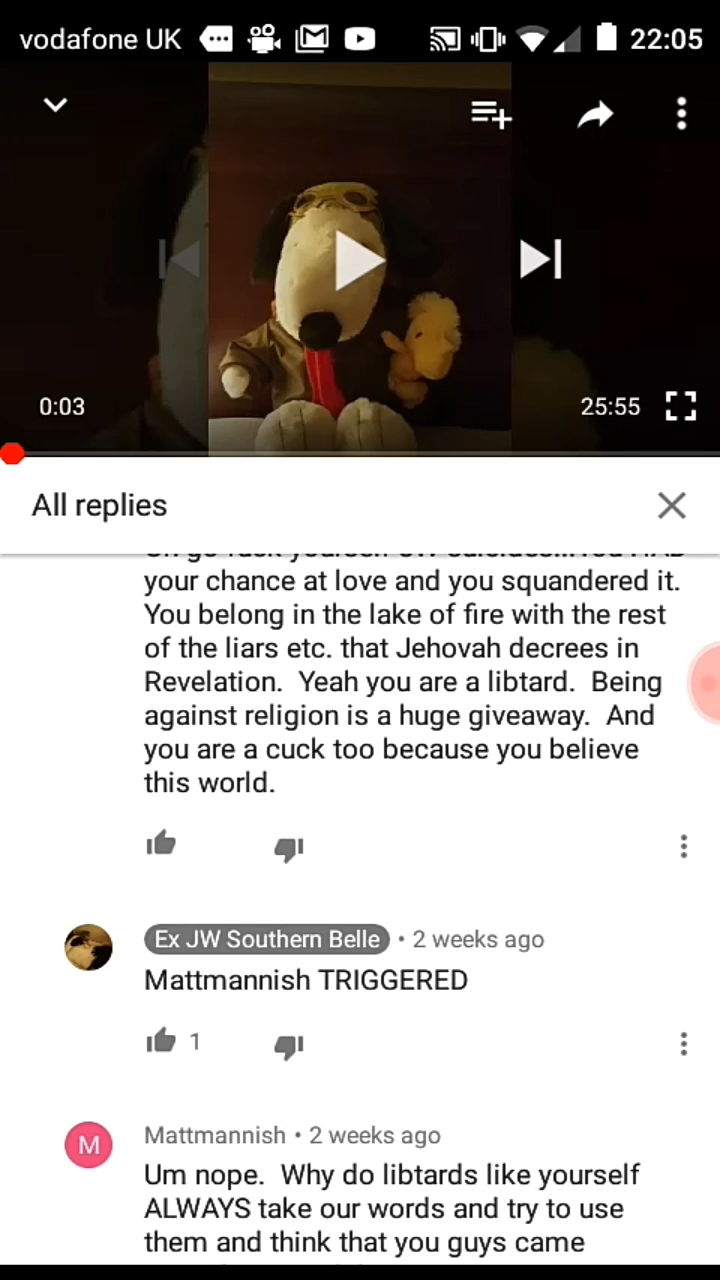 vodafone UK
22:05
0:03
25:55
All replies
your chance at love and you squandered it.
You belong in the lake of fire with the rest
of the liars etc. that Jehovah decrees in
Revelation.  Yeah you are a libtard.  Being
against religion is a huge giveaway.  And
you are a cuck too because you believe
this world.
Ex JW Southern Belle • 2 weeks ago
Mattmannish TRIGGERED
1
M
Mattmannish • 2 weeks ago
Um nope.  Why do libtards like yourself
ALWAYS take our words and try to use
them and think that you guys came